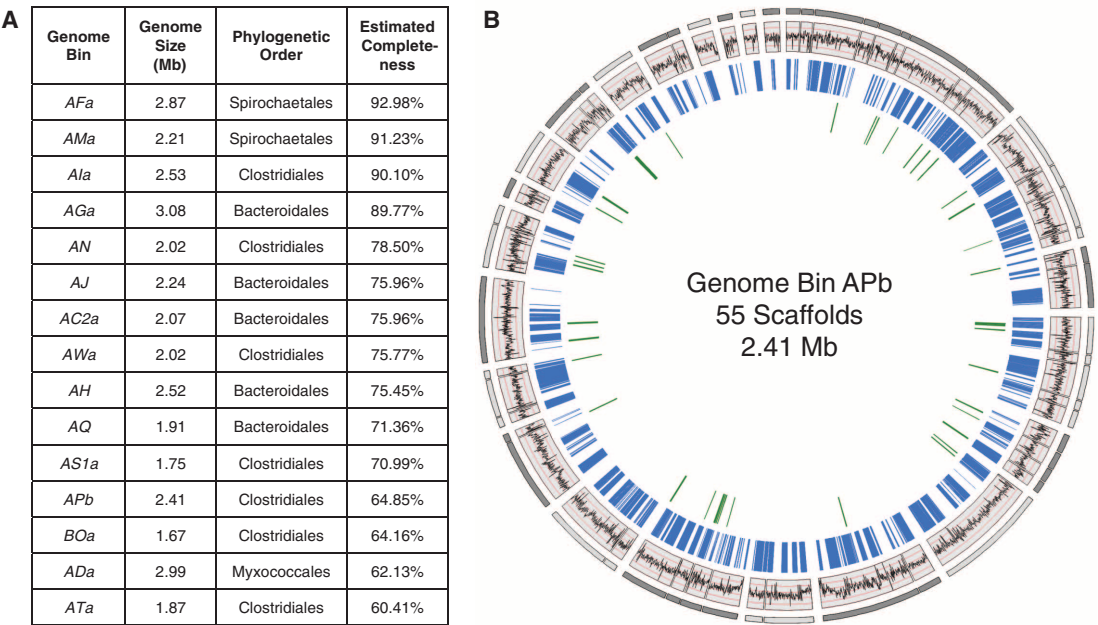 A
Genome Bin
Genome Size (Mb)
Phylogenetic Order
Estimated Complete-ness
AFa 2.87 Spirochaetales 92.98%
AMa 2.21 Spirochaetales 91.23%
AIa 2.53 Clostridiales 90.10%
AGa 3.08 Bacteroidales 89.77%
AN 2.02 Clostridiales 78.50%
AJ 2.24 Bacteroidales 75.96%
AC2a 2.07 Bacteroidales 75.96%
AWa 2.02 Clostridiales 75.77%
AH 2.52 Bacteroidales 75.45%
AQ 1.91 Bacteroidales 71.36%
AS1a 1.75 Clostridiales 70.99%
APb 2.41 Clostridiales 64.85%
BOa 1.67 Clostridiales 64.16%
ADa 2.99 Myxococcales 62.13%
ATa 1.87 Clostridiales 60.41%
B
Genome Bin APb
55 Scaffolds
2.41 Mb